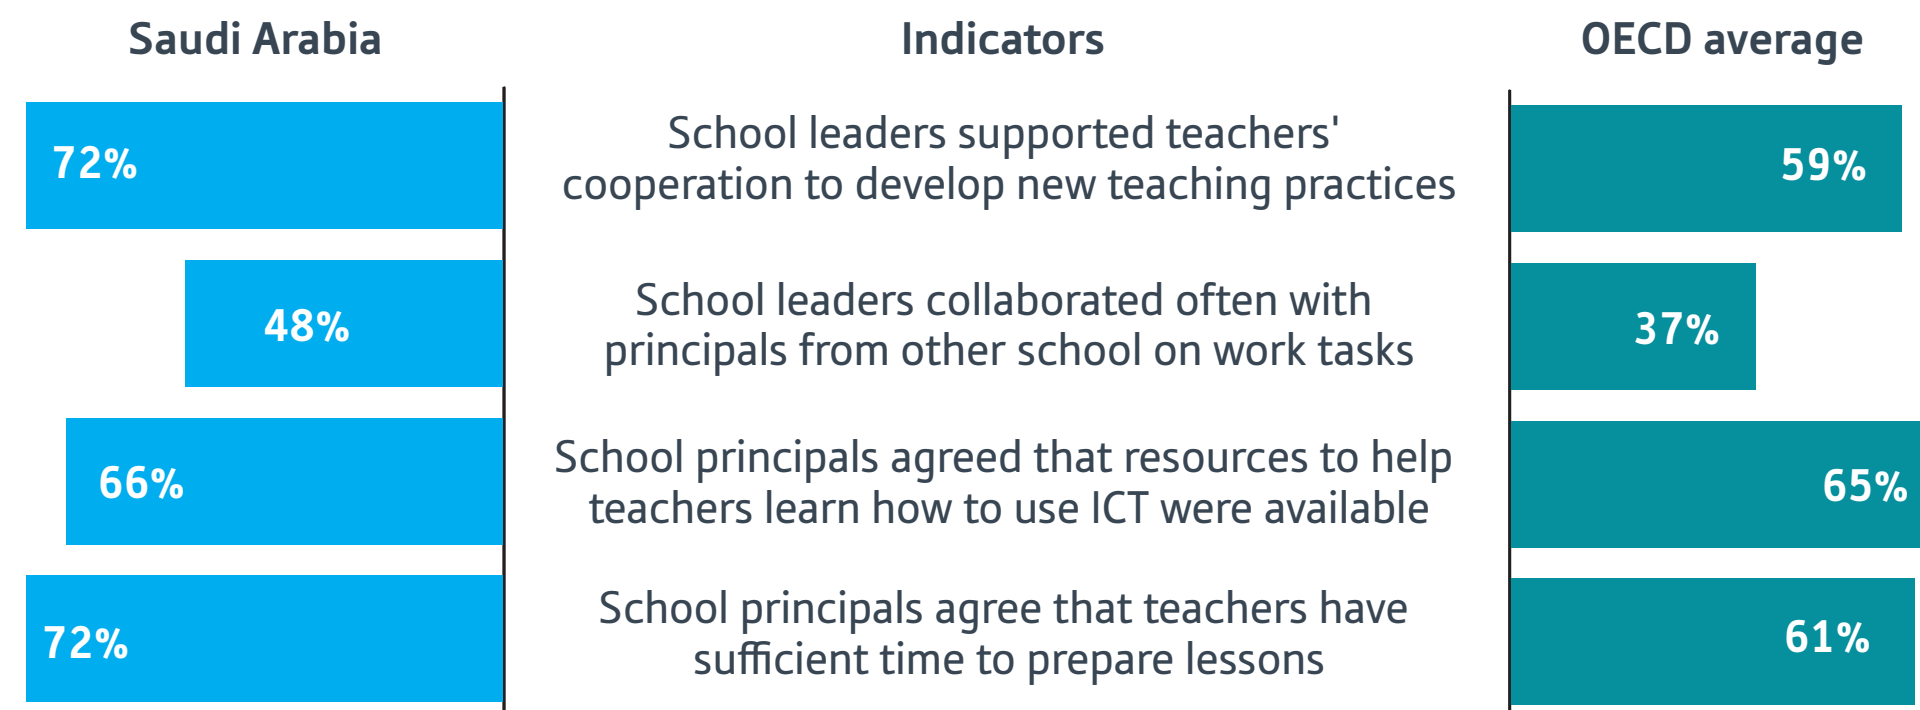 Saudi Arabia Indicators OECD average
72% School leaders supported teachers' 59%
cooperation to develop new teaching practices
48% School leaders collaborated often with 37%
principals from other school on work tasks
66% School principals agreed that resources to help 65%
teachers learn how to use ICT were available
72% School principals agree that teachers have 61%
sufficient time to prepare lessons